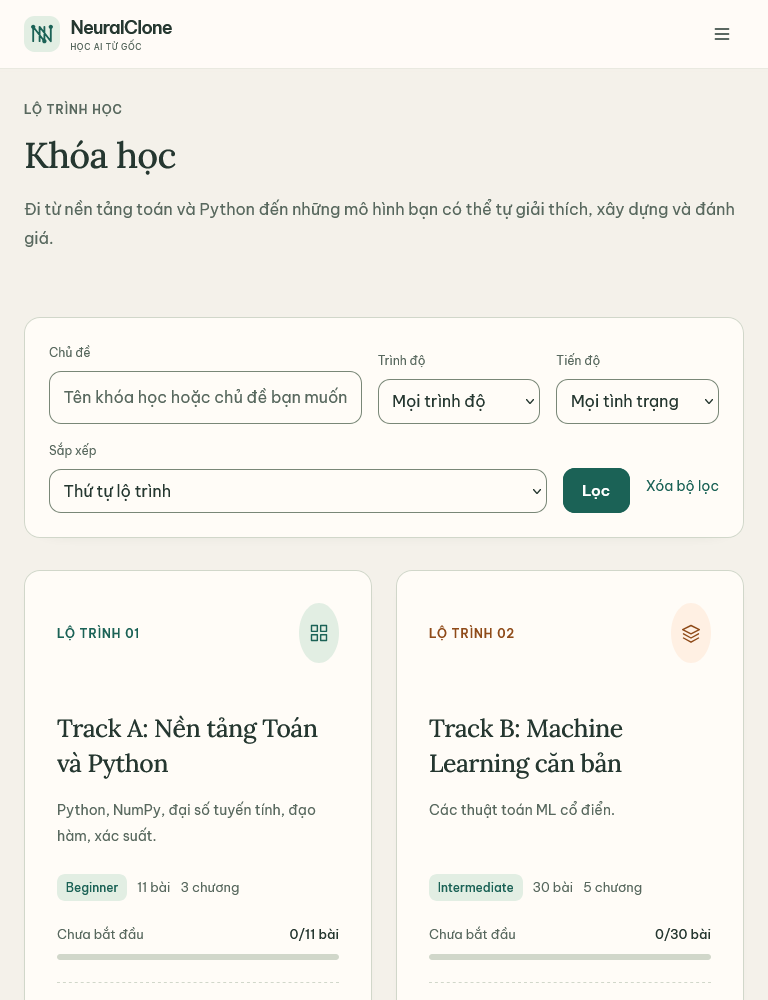 NeuralClone
HỌC AI TỪ GỐC
LỘ TRÌNH HỌC
Khóa học
Đi từ nền tảng toán và Python đến những mô hình bạn có thể tự giải thích, xây dựng và đánh
giá.
Chủ đề
Trình độ
Tiến độ
Tên khóa học hoặc chủ đề bạn muốn
Mọi trình độ
Mọi tình trạng
Sắp xếp
Thứ tự lộ trình
Lọc
Xóa bộ lọc
LỘ TRÌNH 01
Track A: Nền tảng Toán
và Python
Python, NumPy, đại số tuyến tính, đạo
hàm, xác suất.
Beginner 11 bài 3 chương
Chưa bắt đầu 0/11 bài
LỘ TRÌNH 02
Track B: Machine
Learning căn bản
Các thuật toán ML cổ điển.
Intermediate 30 bài 5 chương
Chưa bắt đầu 0/30 bài